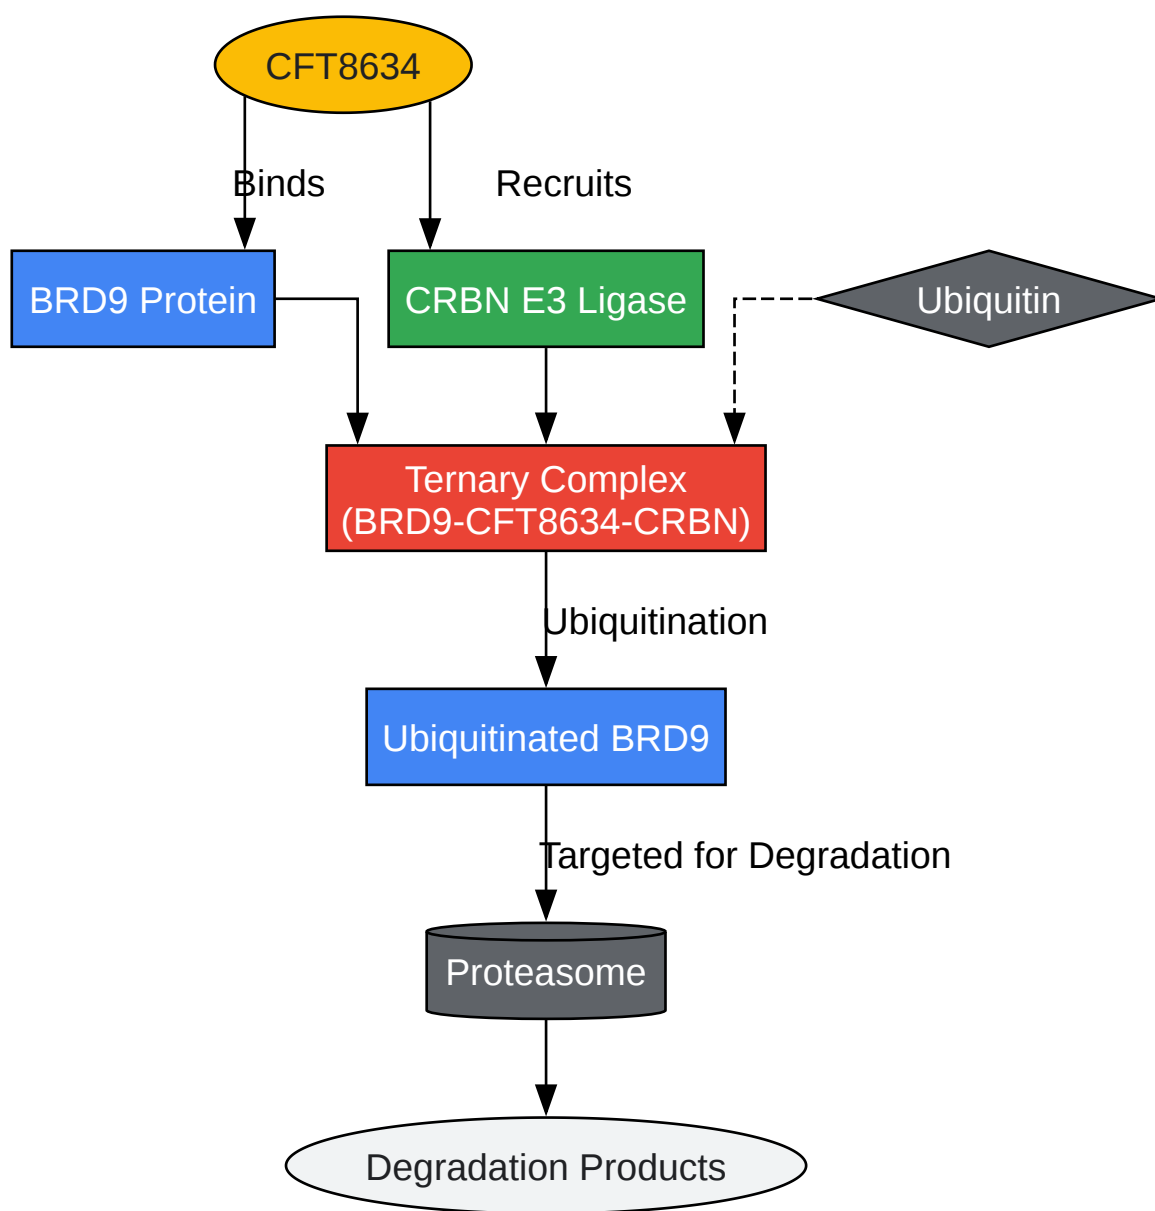 CFT8634
Binds
Recruits
BRD9 Protein
CRBN E3 Ligase
Ubiquitin
Ternary Complex
(BRD9-CFT8634-CRBN)
Ubiquitination
Ubiquitinated BRD9
Targeted for Degradation
Proteasome
Degradation Products